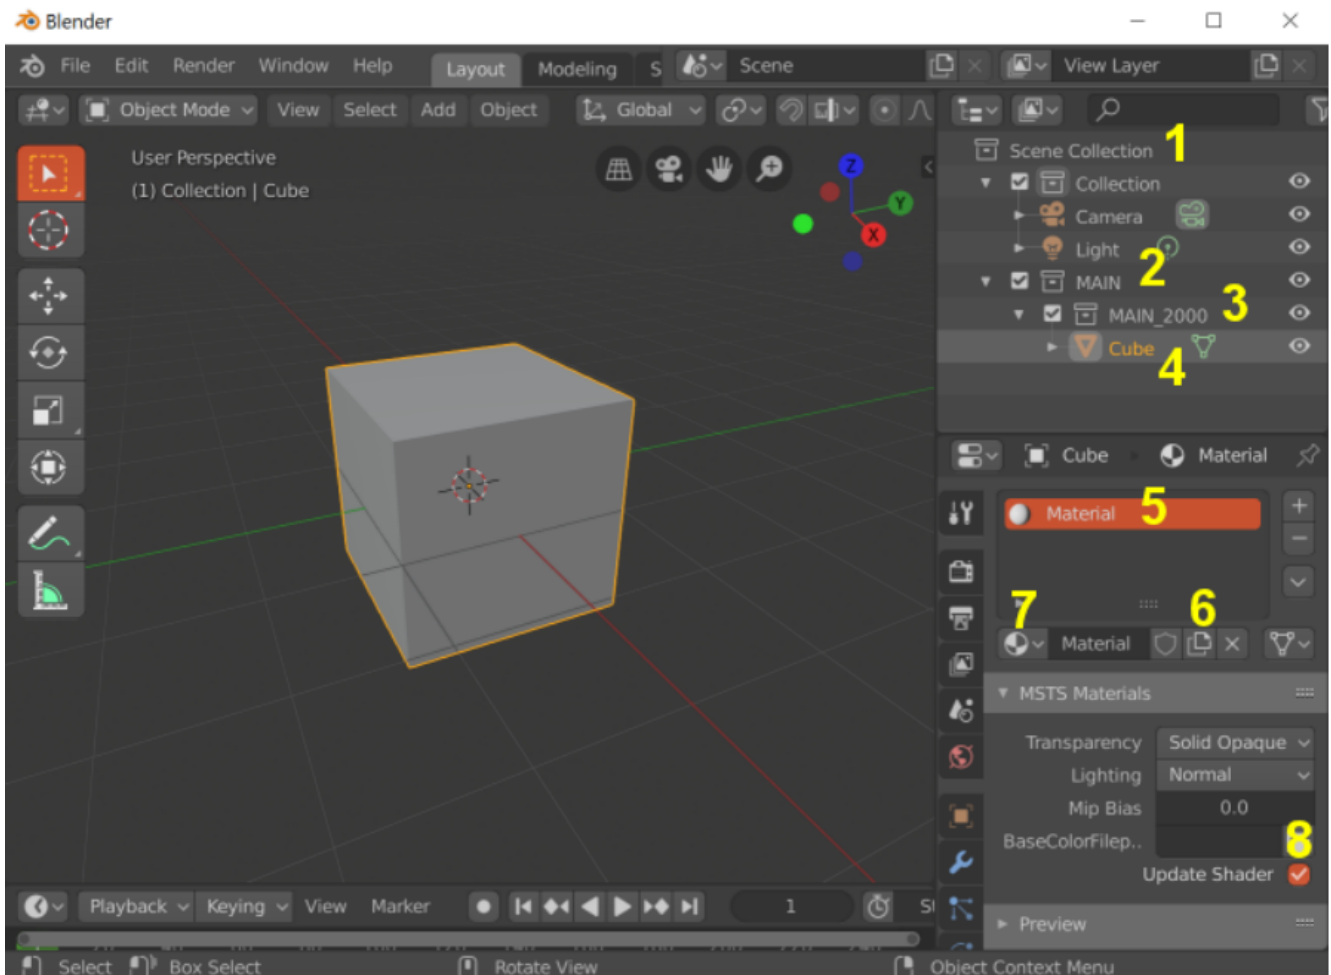 Blender
File Edit Render Window Help Layout Modeling S Scene View Layer
Object Mode View Select Add Object Global
User Perspective
(1) Collection | Cube
Z
Y
X
1
Scene Collection
Collection
Camera
Light
2
MAIN
3
MAIN_2000
Cube
4
Cube Material
Material 5
7 6
Material
MSTS Materials
Transparency Solid Opaque
Lighting Normal
Mip Bias 0.0
BaseColorFilep..
8
Update Shader
Preview
Playback Keying View Marker 1
Select Box Select Rotate View Object Context Menu